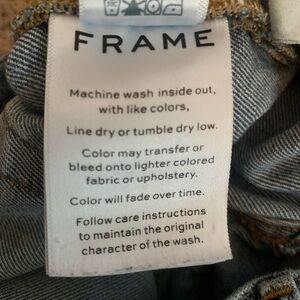 FRAME
Machine wash inside out,
with like colors,
Line dry or tumble dry low.
Color may transfer or
bleed onto lighter colored
fabric or upholstery.
Color will fade over time.
Follow care instructions
to maintain the original
character of the wash.